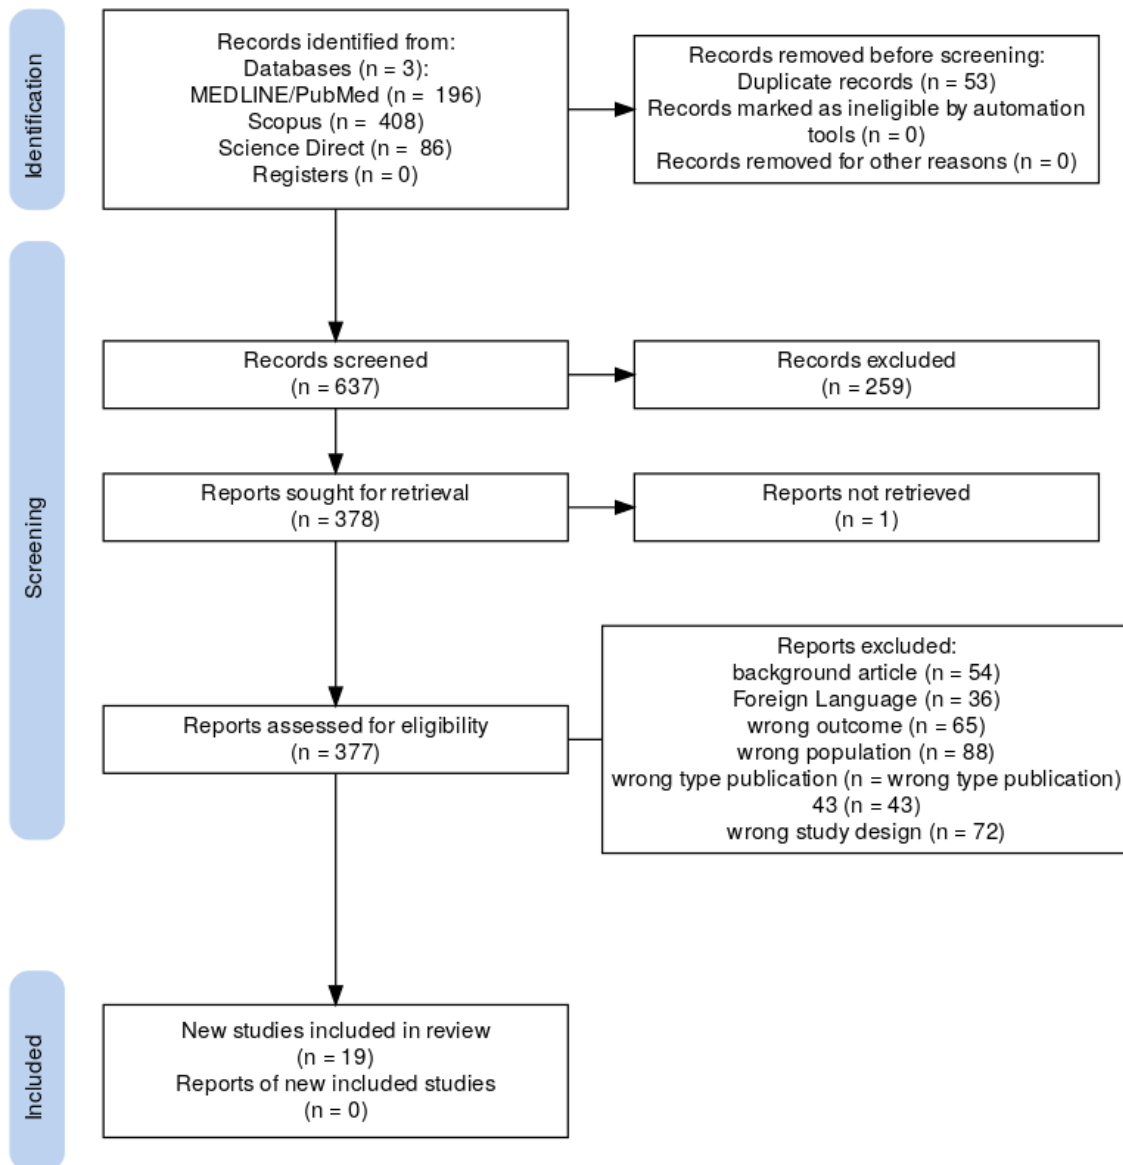 Identification
Records identified from:
Databases (n = 3):
MEDLINE/PubMed (n = 196)
Scopus (n = 408)
Science Direct (n = 86)
Registers (n = 0)
Records removed before screening:
Duplicate records (n = 53)
Records marked as ineligible by automation
tools (n = 0)
Records removed for other reasons (n = 0)
Screening
Records screened
(n = 637)
Records excluded
(n = 259)
Reports sought for retrieval
(n = 378)
Reports not retrieved
(n = 1)
Reports assessed for eligibility
(n = 377)
Reports excluded:
background article (n = 54)
Foreign Language (n = 36)
wrong outcome (n = 65)
wrong population (n = 88)
wrong type publication (n = wrong type publication)
43 (n = 43)
wrong study design (n = 72)
Included
New studies included in review
(n = 19)
Reports of new included studies
(n = 0)